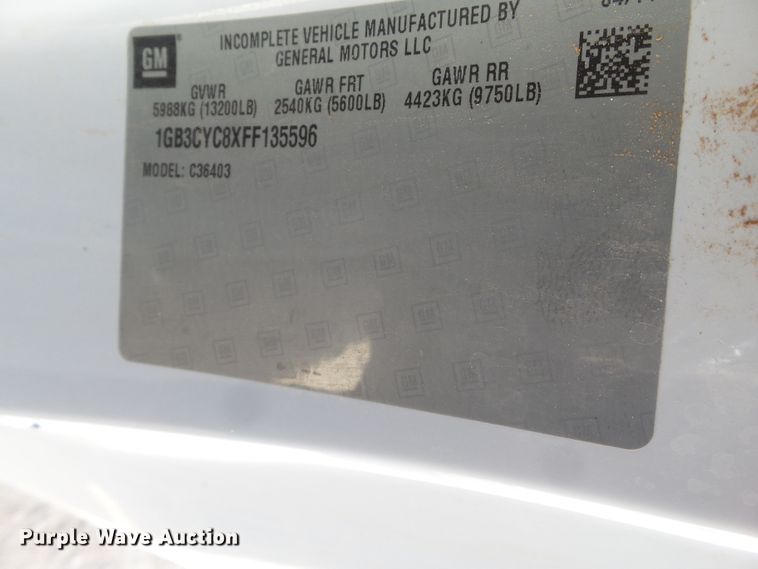 GM
INCOMPLETE VEHICLE MANUFACTURED BY
GENERAL MOTORS LLC
GVWR GAWR FRT GAWR RR
5988KG (13200LB) 2540KG (5600LB) 4423KG (9750LB)
1GB3CYC8XFF135596
MODEL: C36403
Purple Wave Auction